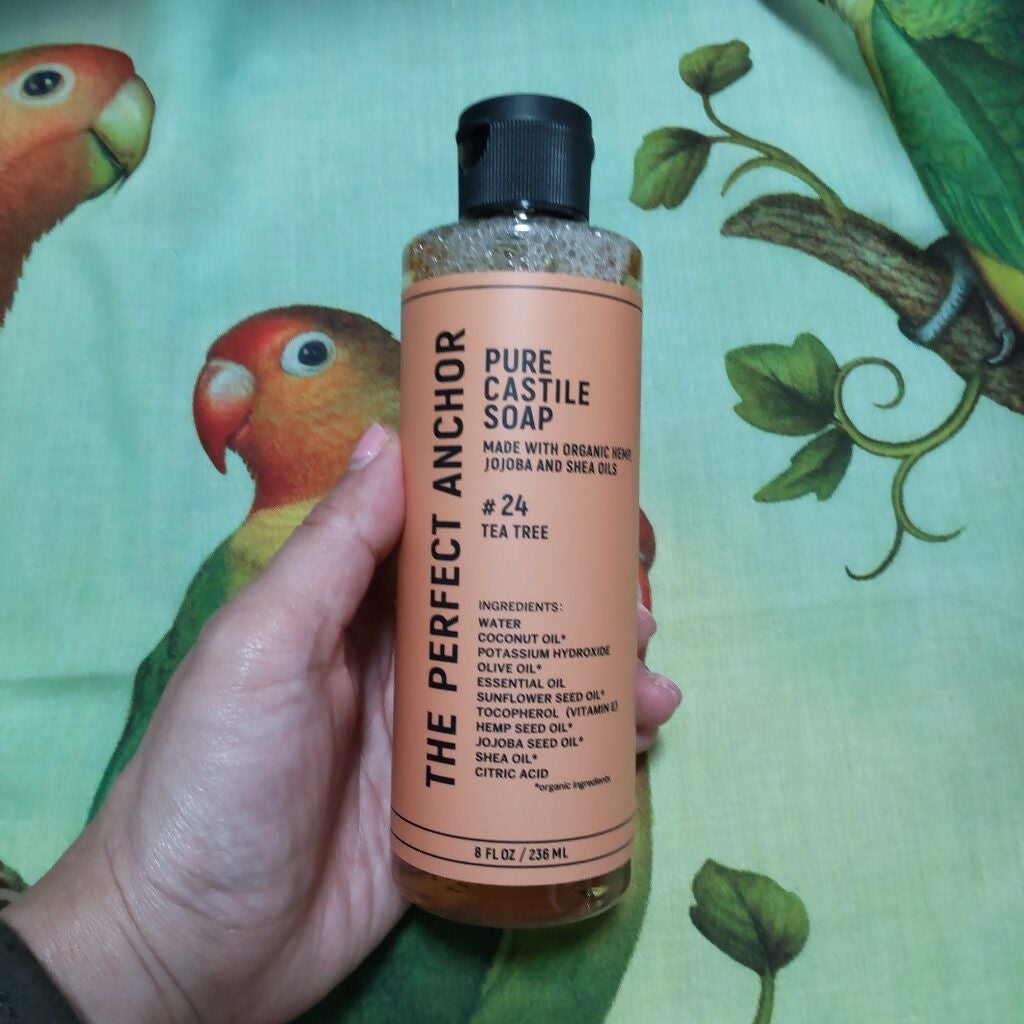 THE PERFECT ANCHOR
PURE
CASTILE
SOAP
MADE WITH ORGANIC HEMP,
JOJOBA AND SHEA OILS
# 24
TEA TREE
INGREDIENTS:
WATER
COCONUT OIL*
POTASSIUM HYDROXIDE
OLIVE OIL*
ESSENTIAL OIL
SUNFLOWER SEED OIL*
TOCOPHEROL (VITAMIN E)
HEMP SEED OIL*
JOJOBA SEED OIL*
SHEA OIL*
CITRIC ACID
*organic ingredients
8 FL OZ / 236 ML